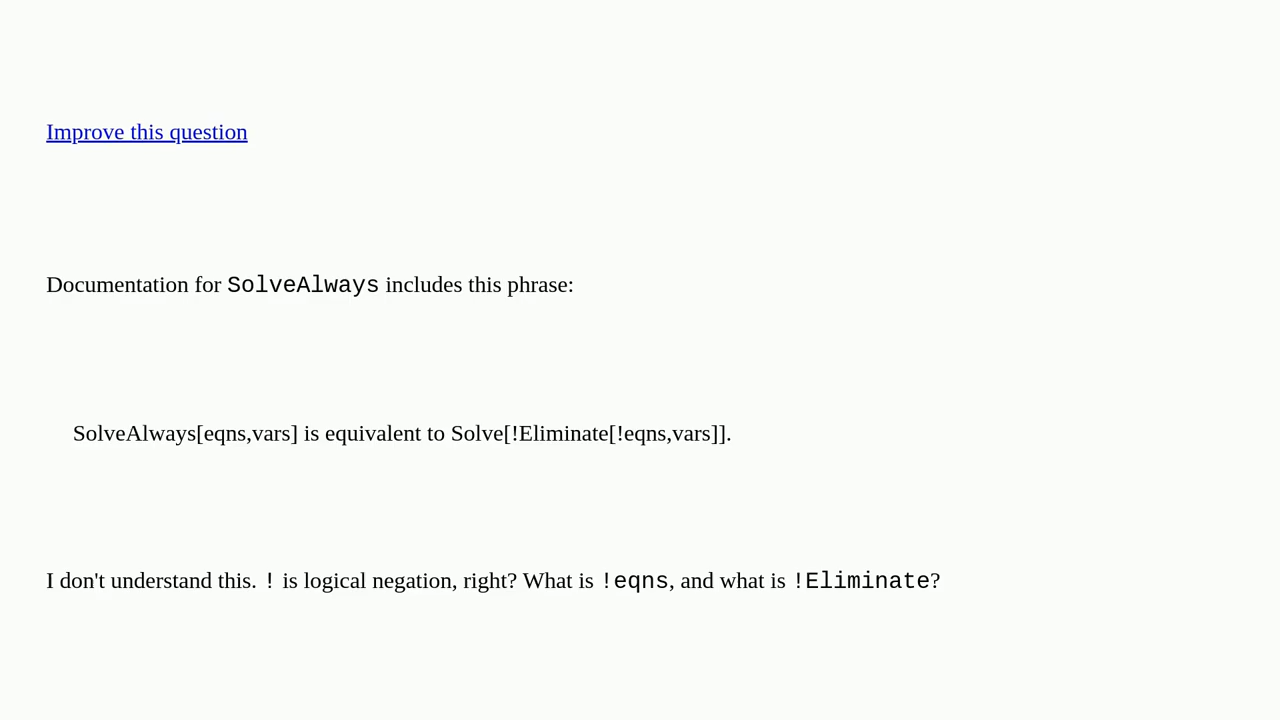 Improve this question
Documentation for SolveAlways includes this phrase:
SolveAlways[eqns,vars] is equivalent to Solve[!Eliminate[!eqns,vars]].
I don't understand this. ! is logical negation, right? What is !eqns, and what is !Eliminate?